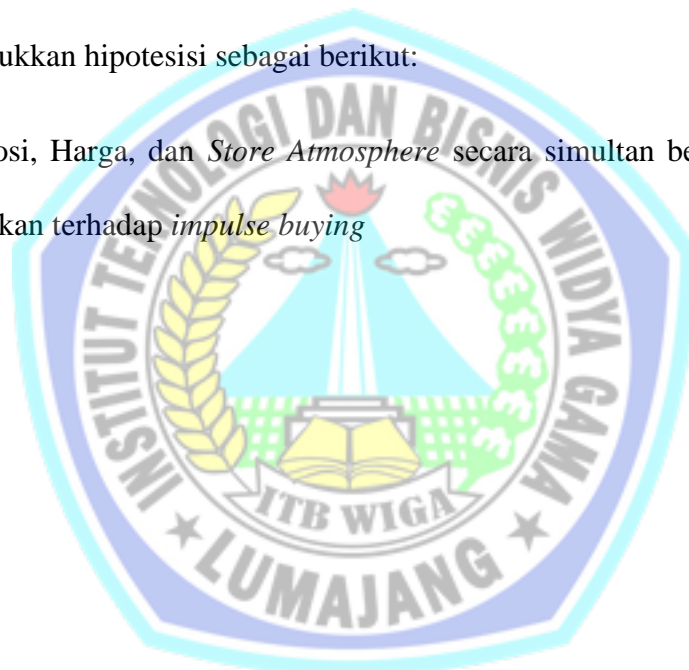 ukkan hipotesisi sebagai berikut:
osi, Harga, dan Store Atmosphere secara simultan be
kan terhadap impulse buying
INSTITUT TEKNOLOGI DAN BISNIS WIDYA GAMA
ITB WIGA
LUMAJANG